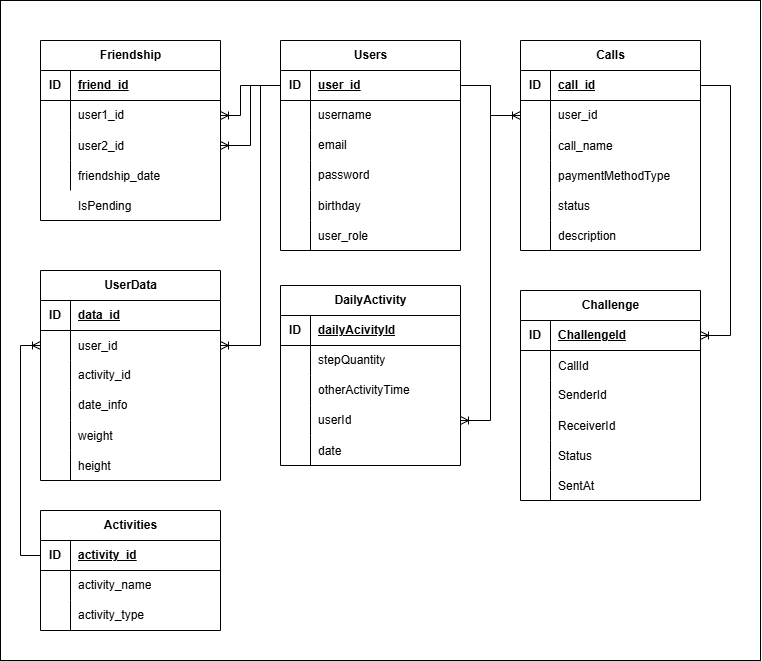 Friendship
ID friend_id
user1_id
user2_id
friendship_date
IsPending
Users
ID user_id
username
email
password
birthday
user_role
Calls
ID call_id
user_id
call_name
paymentMethodType
status
description
UserData
ID data_id
user_id
activity_id
date_info
weight
height
DailyActivity
ID dailyAcivityId
stepQuantity
otherActivityTime
userId
date
Challenge
ID ChallengeId
CallId
SenderId
ReceiverId
Status
SentAt
Activities
ID activity_id
activity_name
activity_type